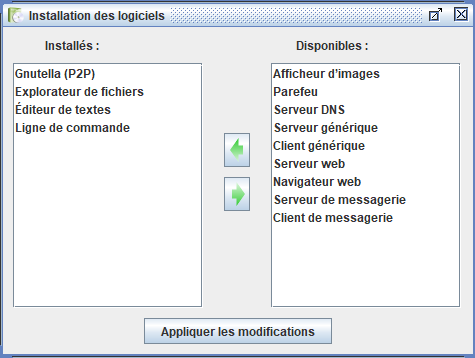 Installation des logiciels
Installés :
Gnutella (P2P)
Explorateur de fichiers
Éditeur de textes
Ligne de commande
Disponibles :
Afficheur d'images
Parefeu
Serveur DNS
Serveur générique
Client générique
Serveur web
Navigateur web
Serveur de messagerie
Client de messagerie
Appliquer les modifications